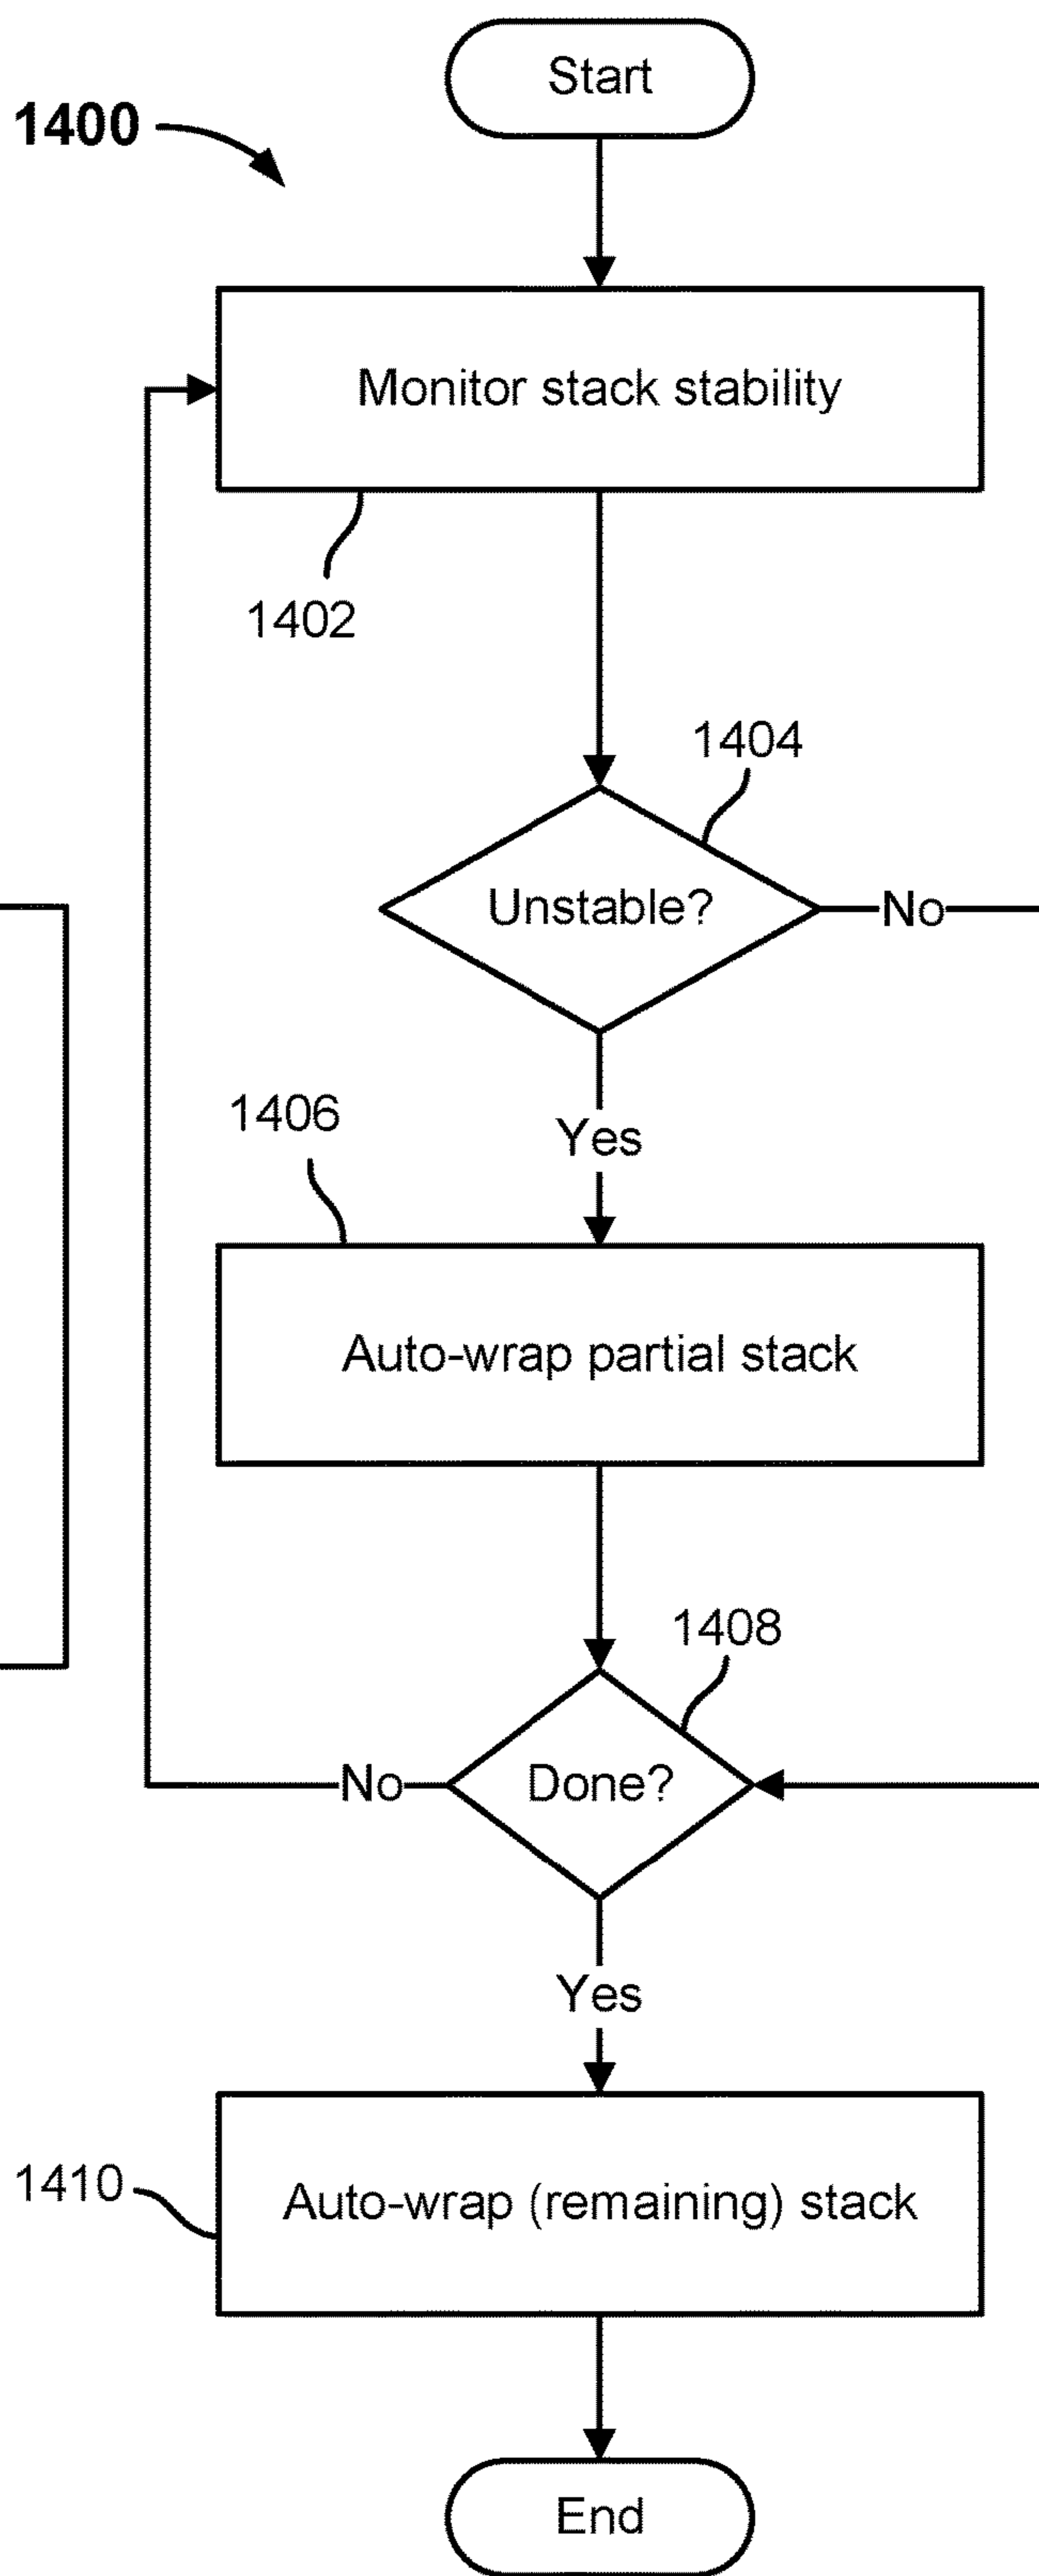 Start
1400
Monitor stack stability
1402
1404
Unstable?
No
1406
Yes
Auto-wrap partial stack
1408
No
Done?
Yes
1410
Auto-wrap (remaining) stack
End